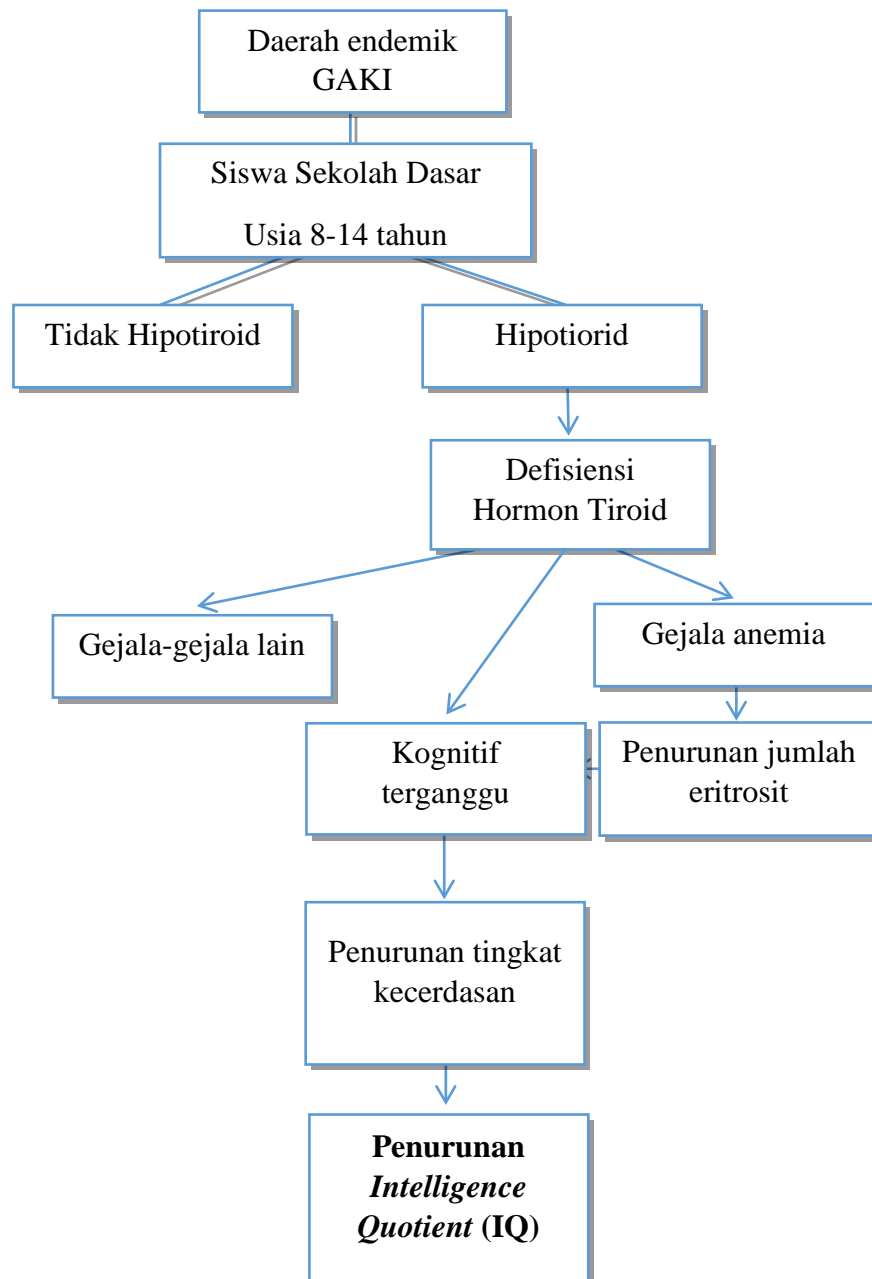 Daerah endemik
GAKI
Siswa Sekolah Dasar
Usia 8-14 tahun
Tidak Hipotiroid
Hipotiorid
Defisiensi
Hormon Tiroid
Gejala-gejala lain
Gejala anemia
Kognitif
terganggu
Penurunan jumlah
eritrosit
Penurunan tingkat
kecerdasan
Penurunan
Intelligence
Quotient (IQ)